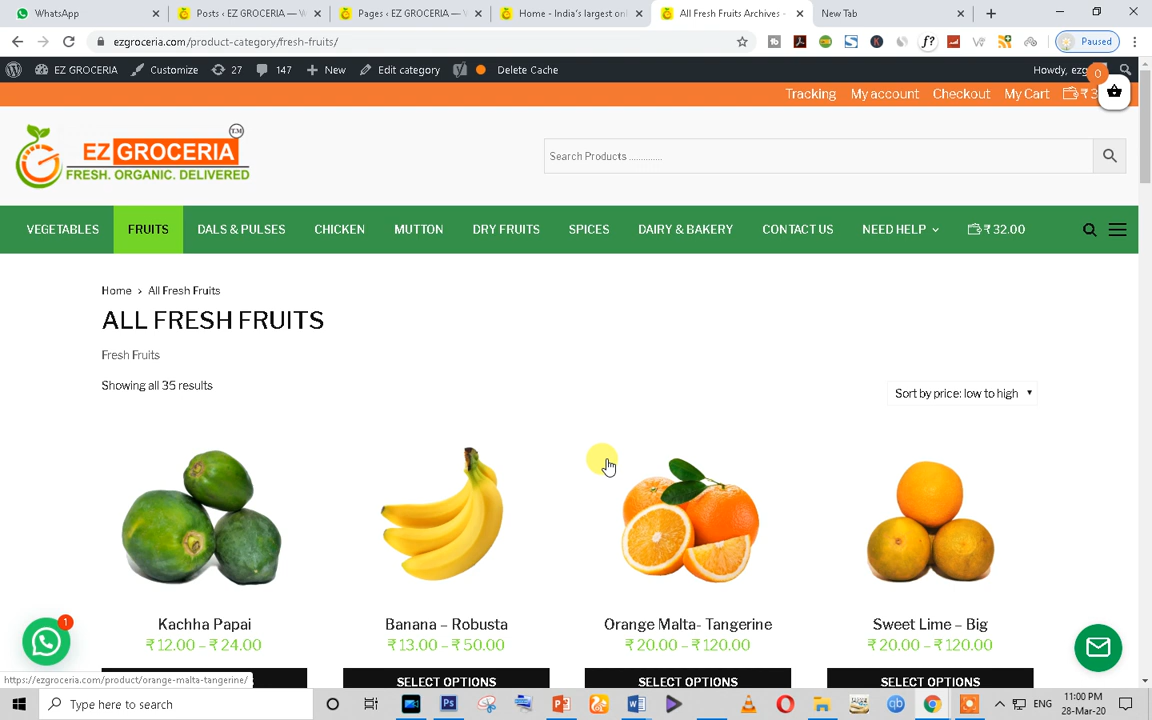 WhatsApp
Posts ‹ EZ GROCERIA —
Pages ‹ EZ GROCERIA —
Home - India's largest onl
All Fresh Fruits Archives -
New Tab
ezgroceria.com/product-category/fresh-fruits/
Paused
EZ GROCERIA
Customize
27
147
New
Edit category
Delete Cache
Howdy, ezg
0
Tracking
My account
Checkout
My Cart
₹ 3
EZ GROCERIA
T.M
FRESH. ORGANIC. DELIVERED
Search Products .............
VEGETABLES
FRUITS
DALS & PULSES
CHICKEN
MUTTON
DRY FRUITS
SPICES
DAIRY & BAKERY
CONTACT US
NEED HELP
₹ 32.00
Home › All Fresh Fruits
ALL FRESH FRUITS
Fresh Fruits
Showing all 35 results
Sort by price: low to high
Kachha Papai
₹ 12.00 – ₹ 24.00
Banana – Robusta
₹ 13.00 – ₹ 50.00
SELECT OPTIONS
Orange Malta- Tangerine
₹ 20.00 – ₹ 120.00
SELECT OPTIONS
Sweet Lime – Big
₹ 20.00 – ₹ 120.00
SELECT OPTIONS
1
https://ezgroceria.com/product/orange-malta-tangerine/
Type here to search
ENG
11:00 PM
28-Mar-20